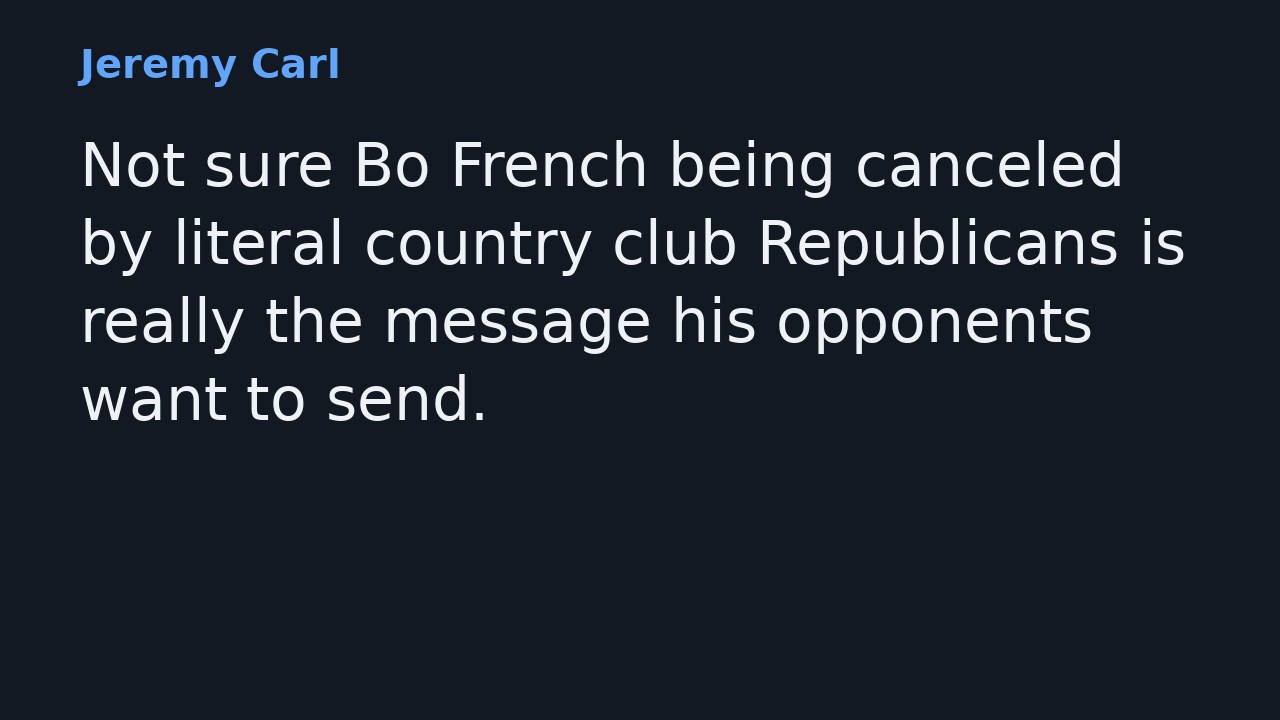 Jeremy Carl
Not sure Bo French being canceled
by literal country club Republicans is
really the message his opponents
want to send.